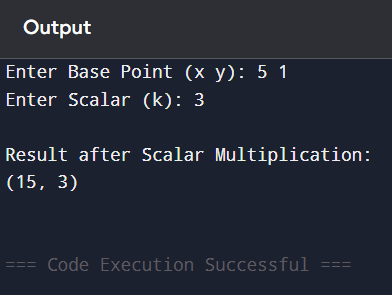 Output
Enter Base Point (x y): 5 1
Enter Scalar (k): 3
Result after Scalar Multiplication:
(15, 3)
=== Code Execution Successful ===